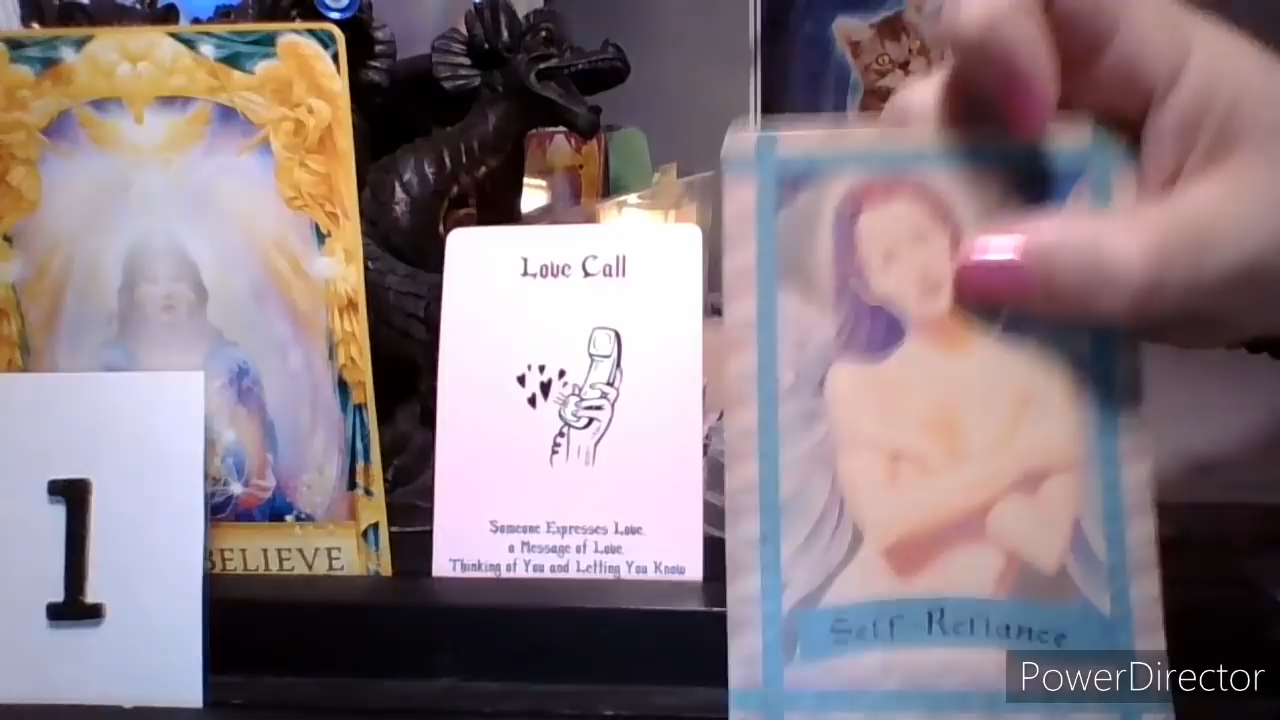 Love Call
Someone Expresses Love
a Message of Love
Thinking of You and Letting You Know
BELIEVE
1
Self Reliance
PowerDirector